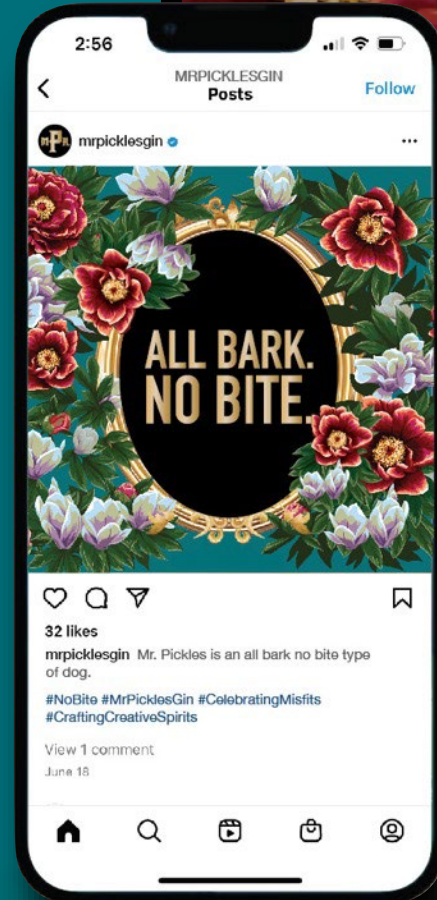 2:56
MRPICKLESGIN
Posts
Follow
mrpicklesgin
ALL BARK.
NO BITE.
32 likes
mrpicklesgin Mr. Pickles is an all bark no bite type
of dog.
#NoBite #MrPicklesGin #CelebratingMisfits
#CraftingCreativeSpirits
View 1 comment
June 18